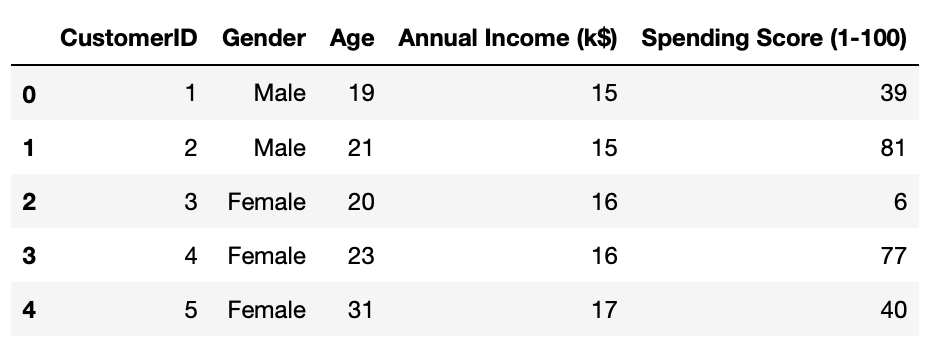 CustomerID Gender Age Annual Income (k$) Spending Score (1-100)
0 1 Male 19 15 39
1 2 Male 21 15 81
2 3 Female 20 16 6
3 4 Female 23 16 77
4 5 Female 31 17 40